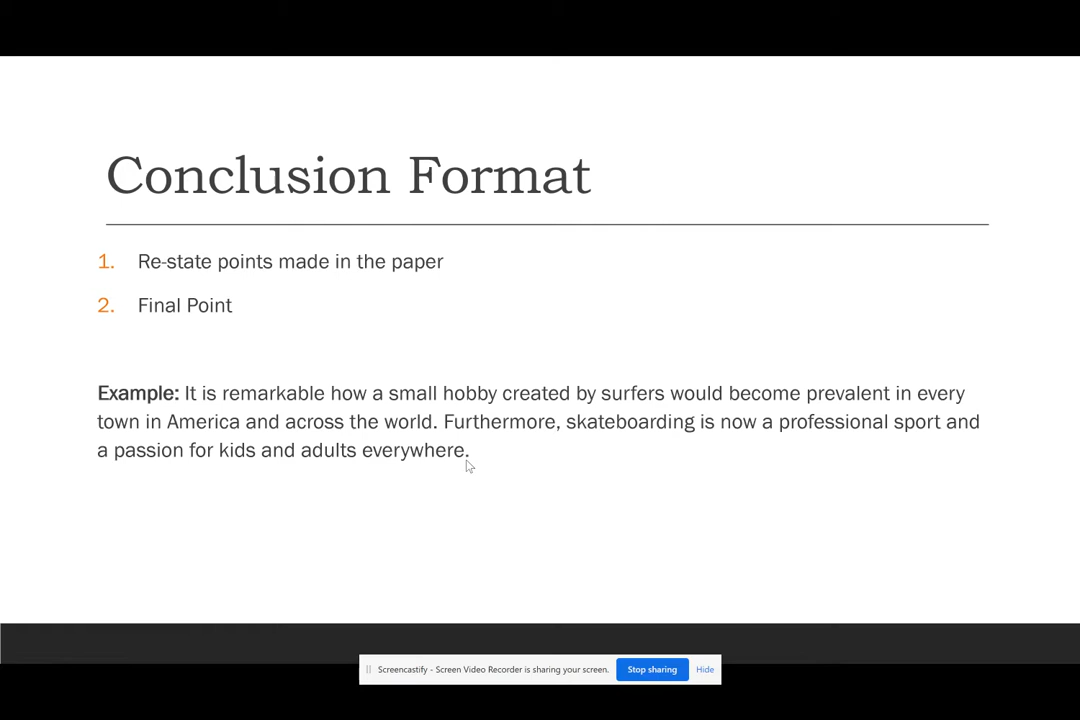 Conclusion Format
1. Re-state points made in the paper
2. Final Point
Example: It is remarkable how a small hobby created by surfers would become prevalent in every
town in America and across the world. Furthermore, skateboarding is now a professional sport and
a passion for kids and adults everywhere.
Screencastify - Screen Video Recorder is sharing your screen. Stop sharing Hide